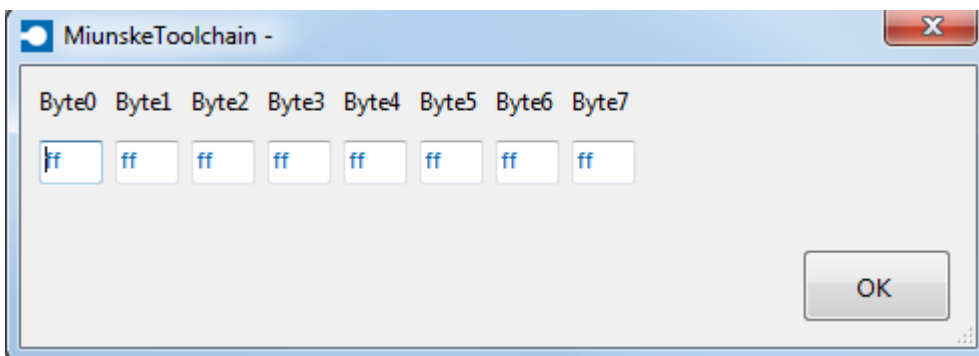 MiunskeToolchain -
Byte0 Byte1 Byte2 Byte3 Byte4 Byte5 Byte6 Byte7
ff ff ff ff ff ff ff ff
OK